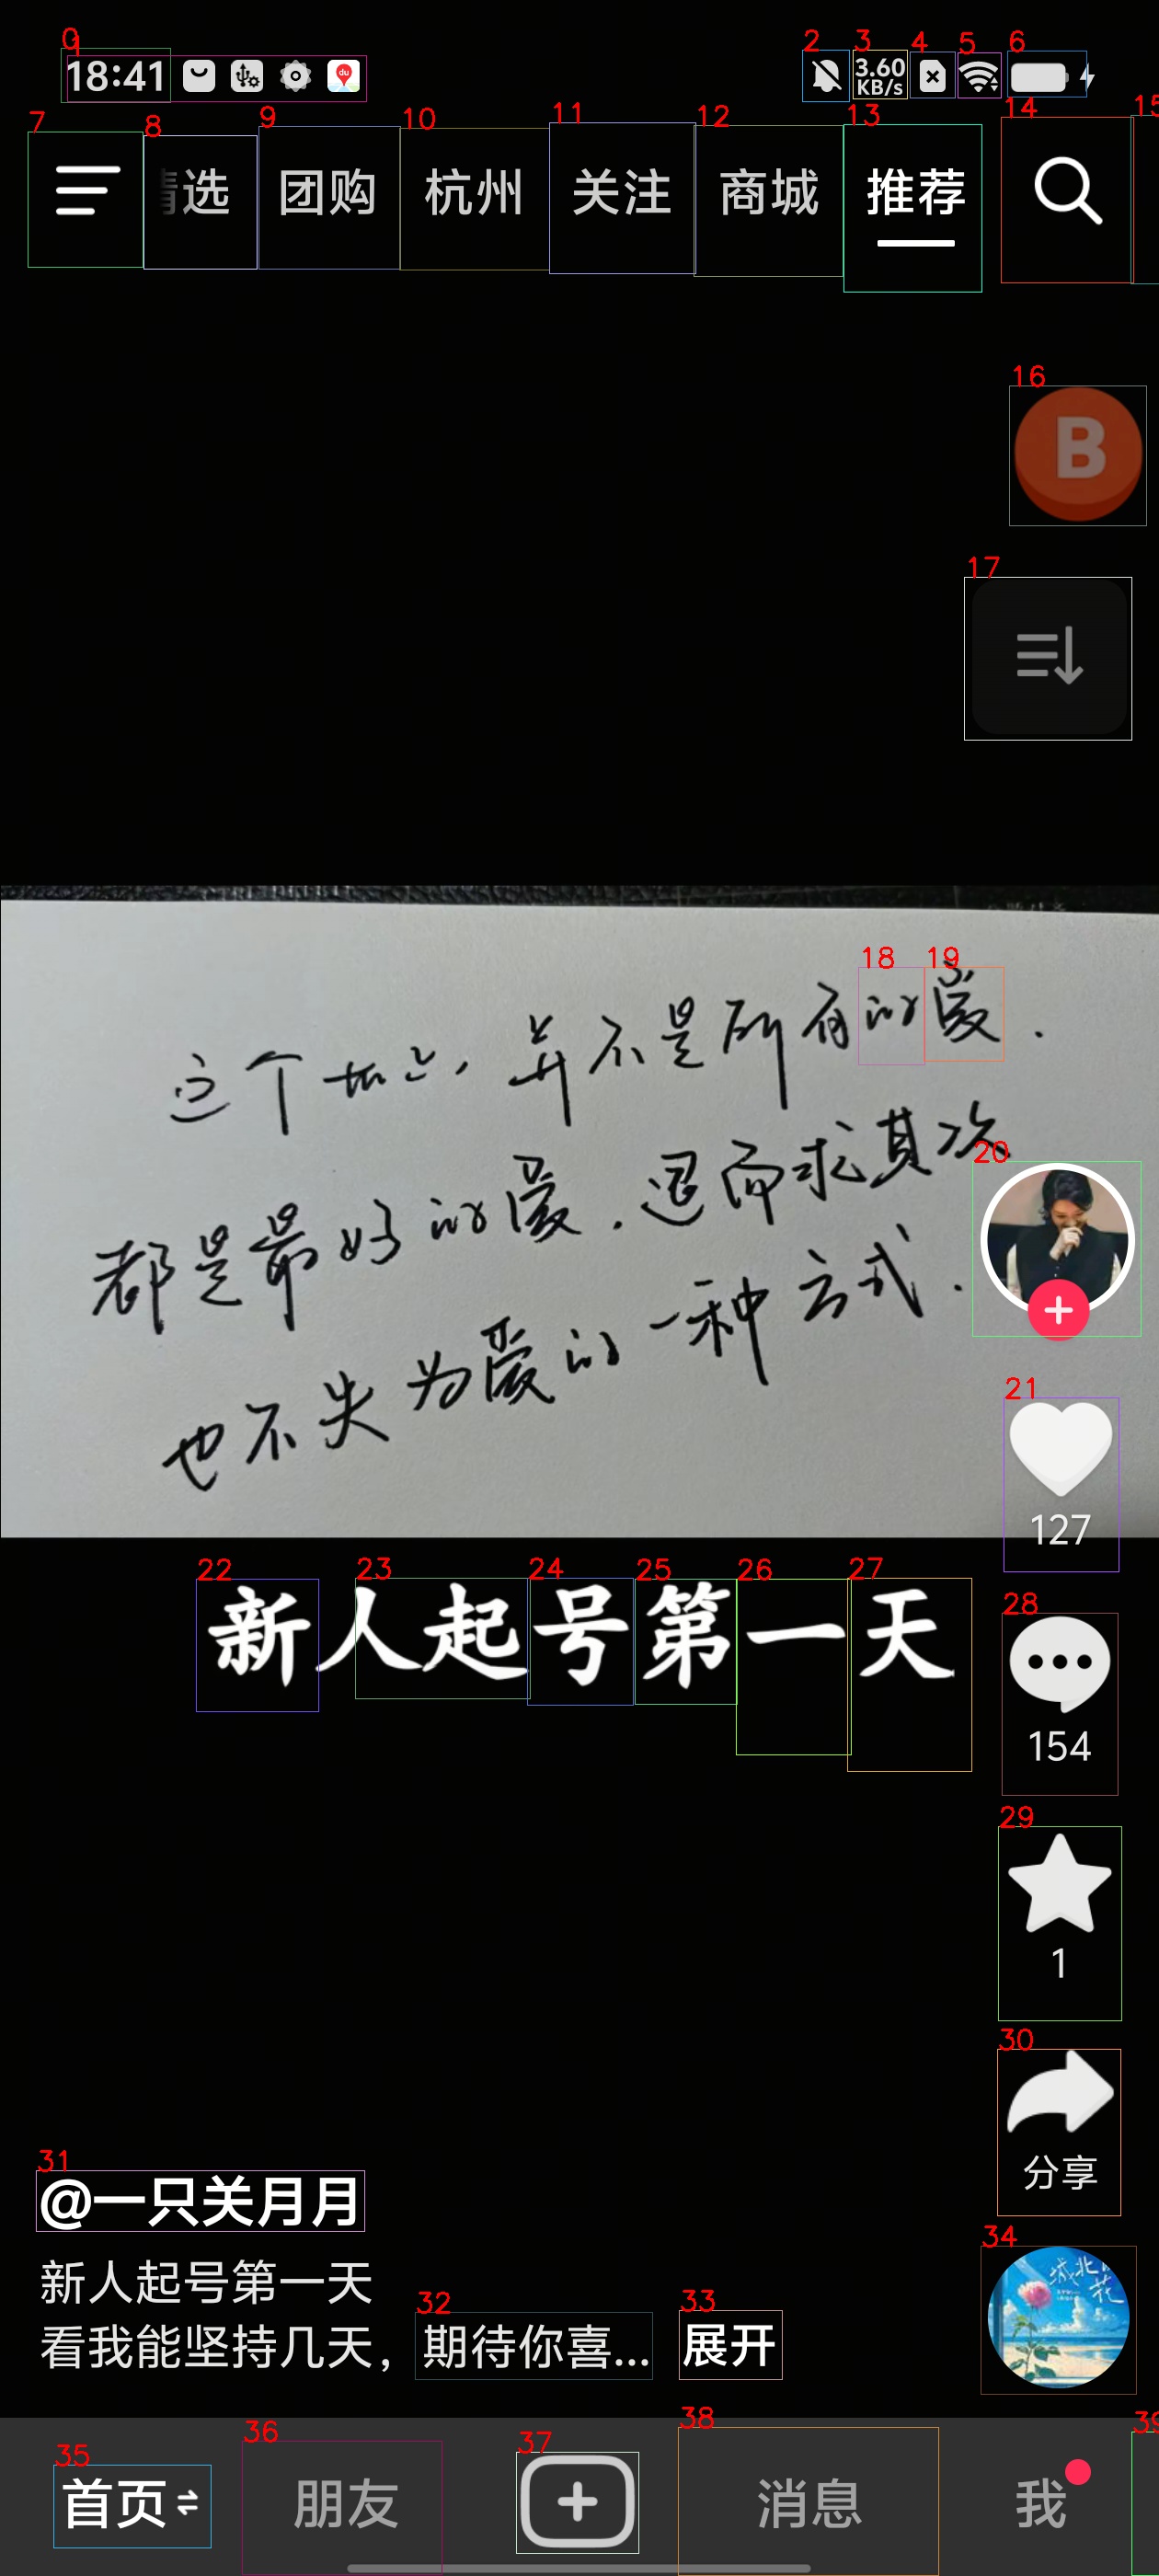 18:41
3.60 KB/s
精选 团购 杭州 关注 商城 推荐
B
这个
并不是所有的爱.
都是最好的爲.退而求其次
也不失为爱的一种方式.
127
新人起号第一天
154
1
分享
@一只关月月
新人起号第一天
看我能坚持几天，期待你喜... 展开
首页 朋友 消息 我